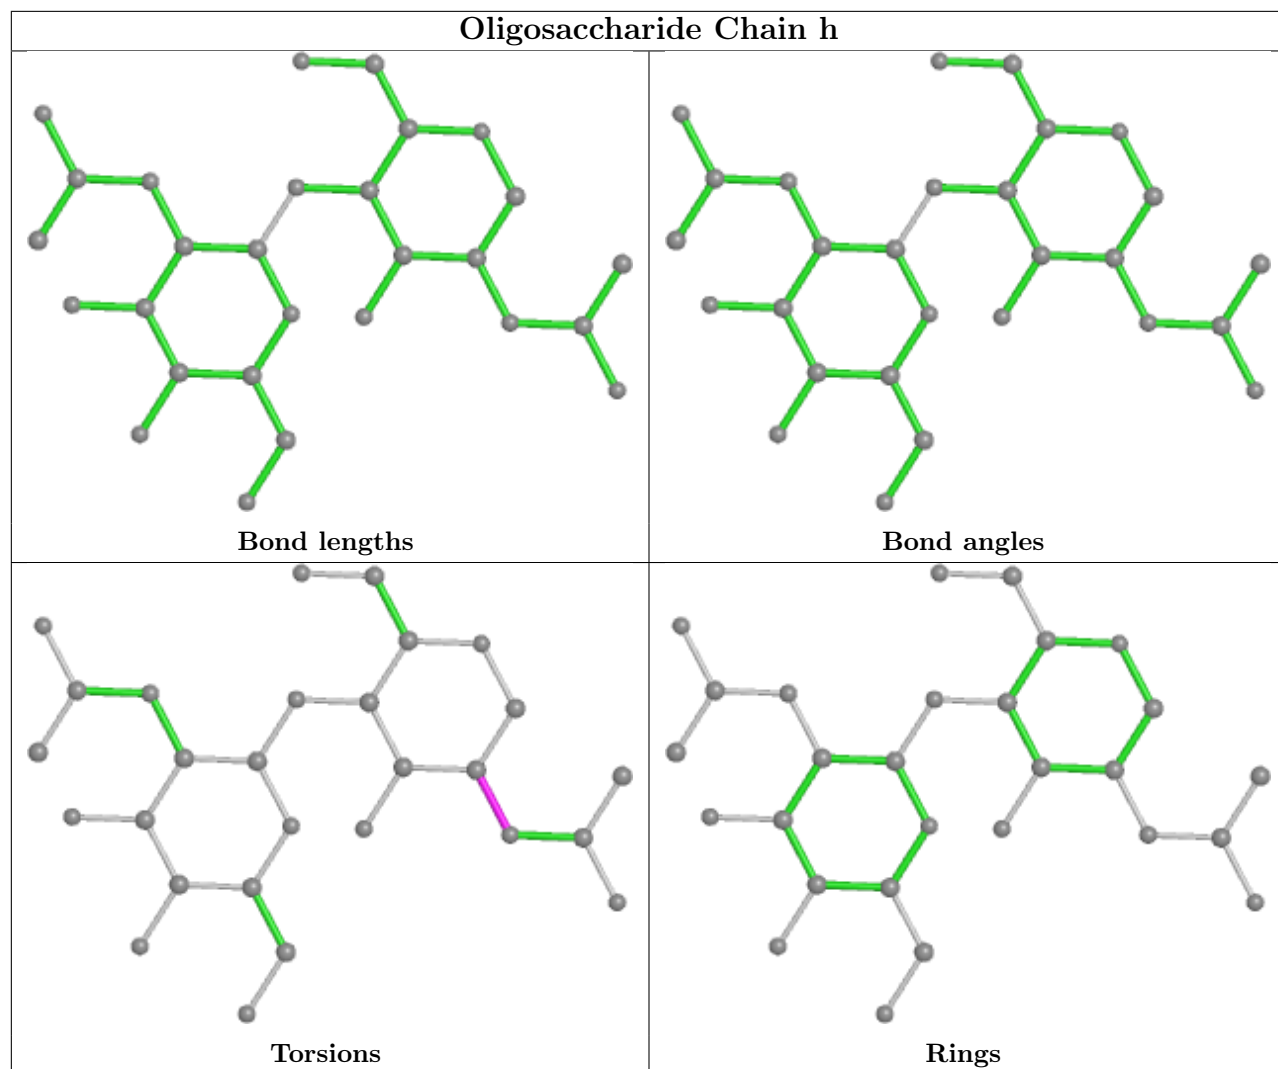 Oligosaccharide Chain h
Bond lengths
Bond angles
Torsions
Rings